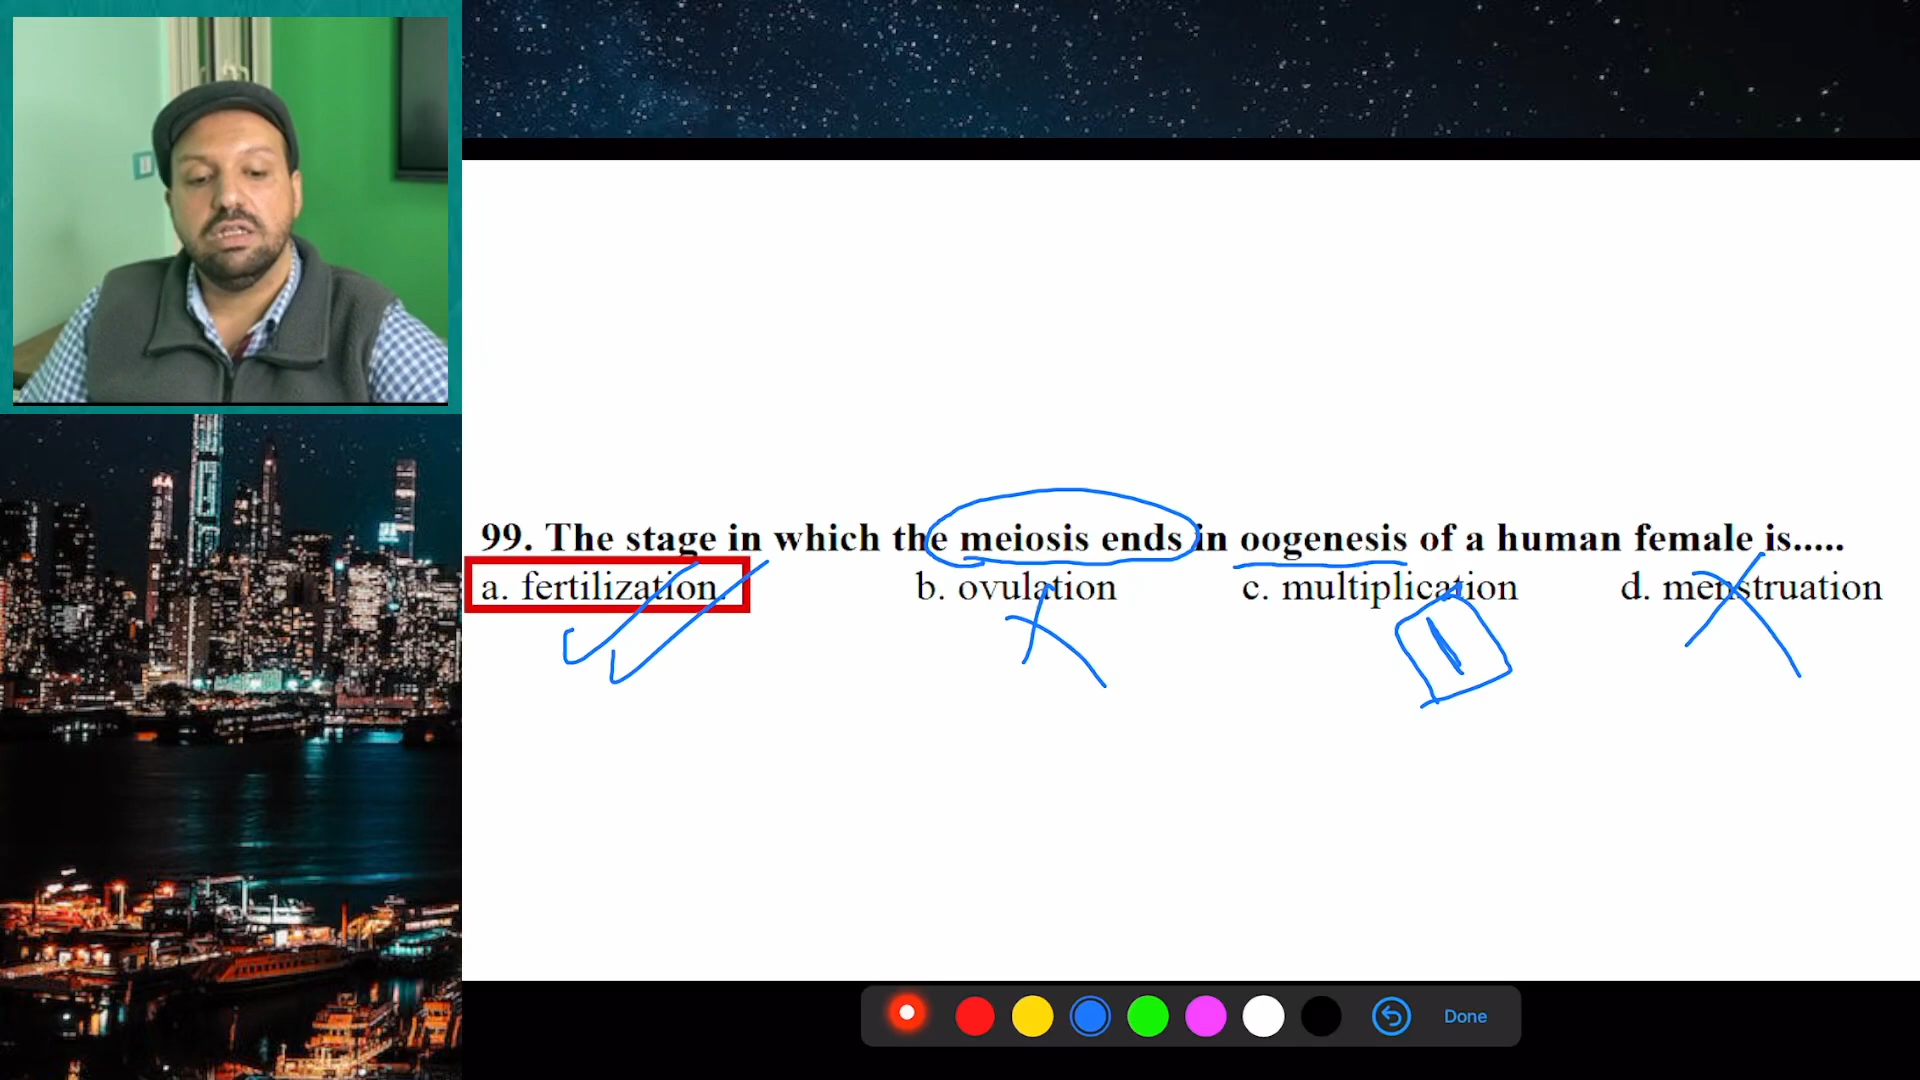 99. The stage in which the meiosis ends in oogenesis of a human female is.....
a. fertilization. b. ovulation c. multiplication d. menstruation
1
Done